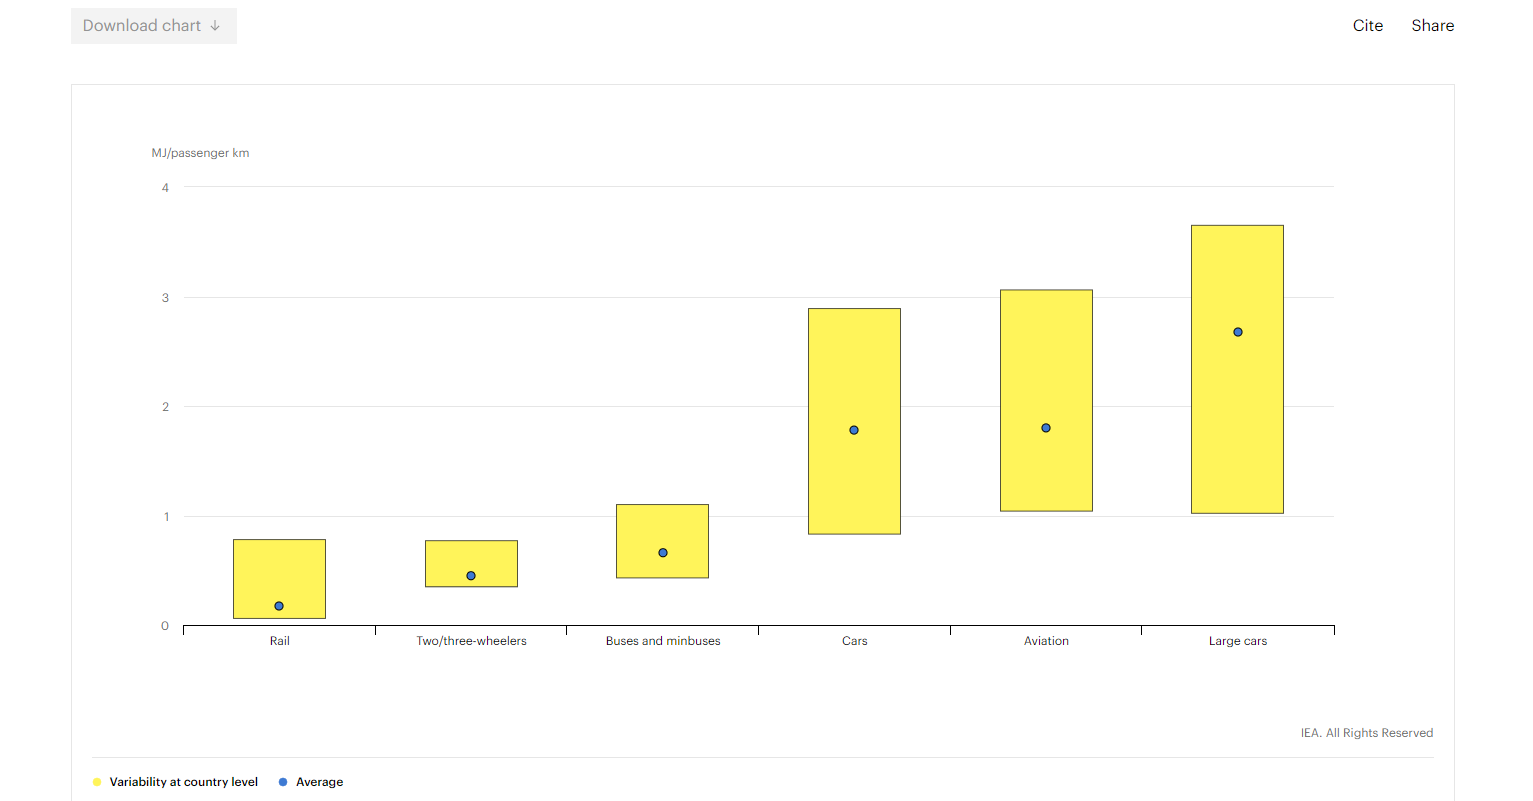 Download chart ↓
Cite Share
MJ/passenger km
4
3
2
1
0
Rail Two/three-wheelers Buses and minbuses Cars Aviation Large cars
IEA. All Rights Reserved
Variability at country level Average